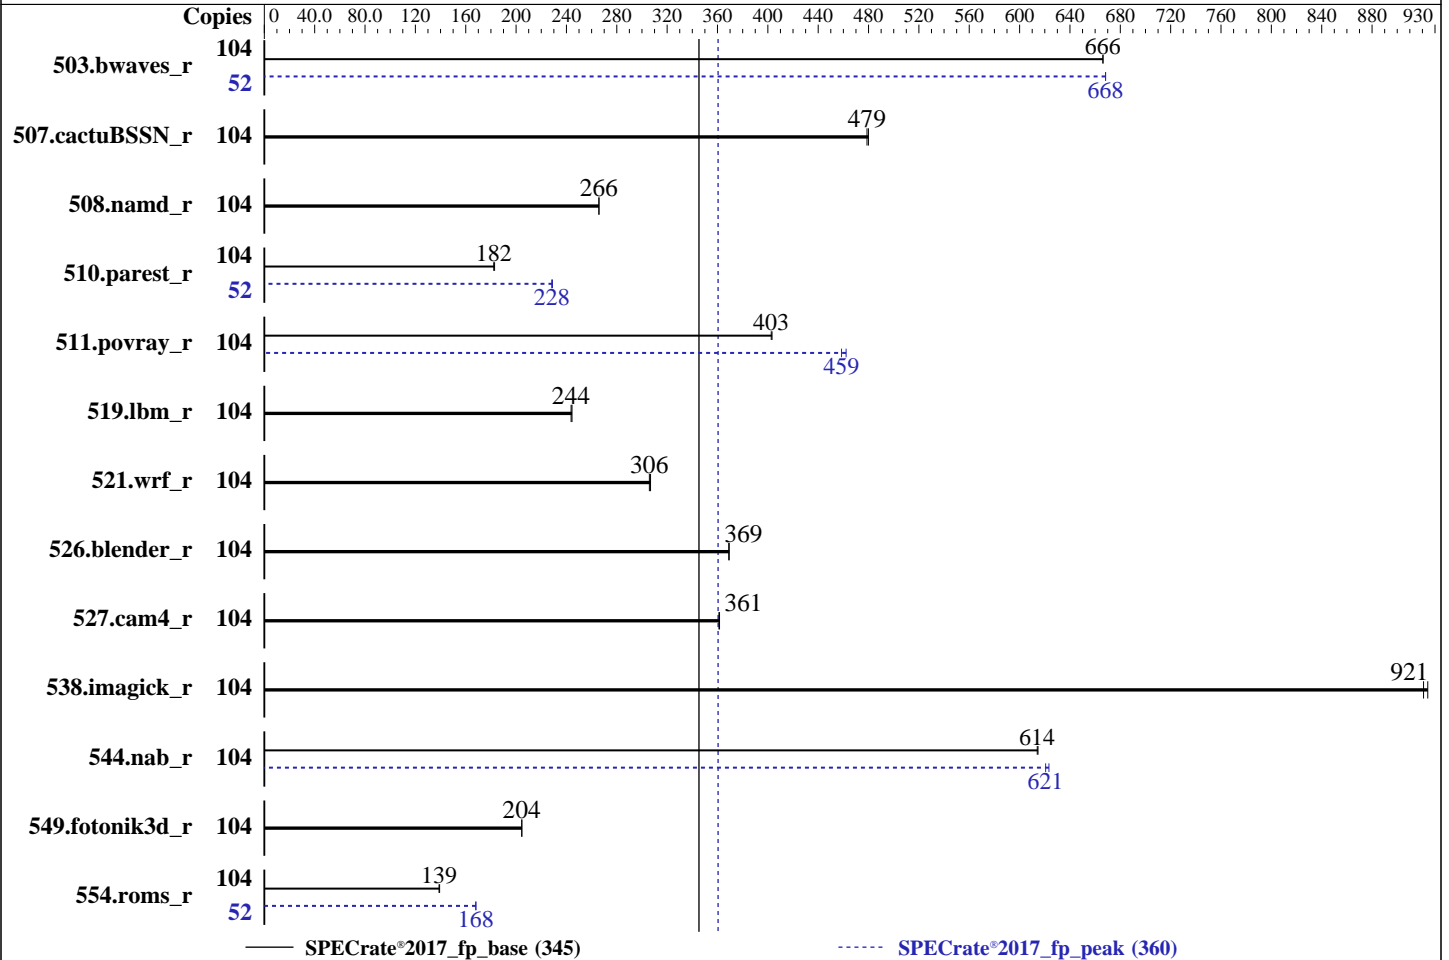 Copies 0 40.0 80.0 120 160 200 240 280 320 360 400 440 480 520 560 600 640 680 720 760 800 840 880 930
503.bwaves_r 104 666
52 668
507.cactuBSSN_r 104 479
508.namd_r 104 266
510.parest_r 104 182
52 228
511.povray_r 104 403
459
519.lbm_r 104 244
521.wrf_r 104 306
526.blender_r 104 369
527.cam4_r 104 361
538.imagick_r 104 921
544.nab_r 104 614
621
549.fotonik3d_r 104 204
554.roms_r 104 139
52 168
SPECrate®2017_fp_base (345) SPECrate®2017_fp_peak (360)